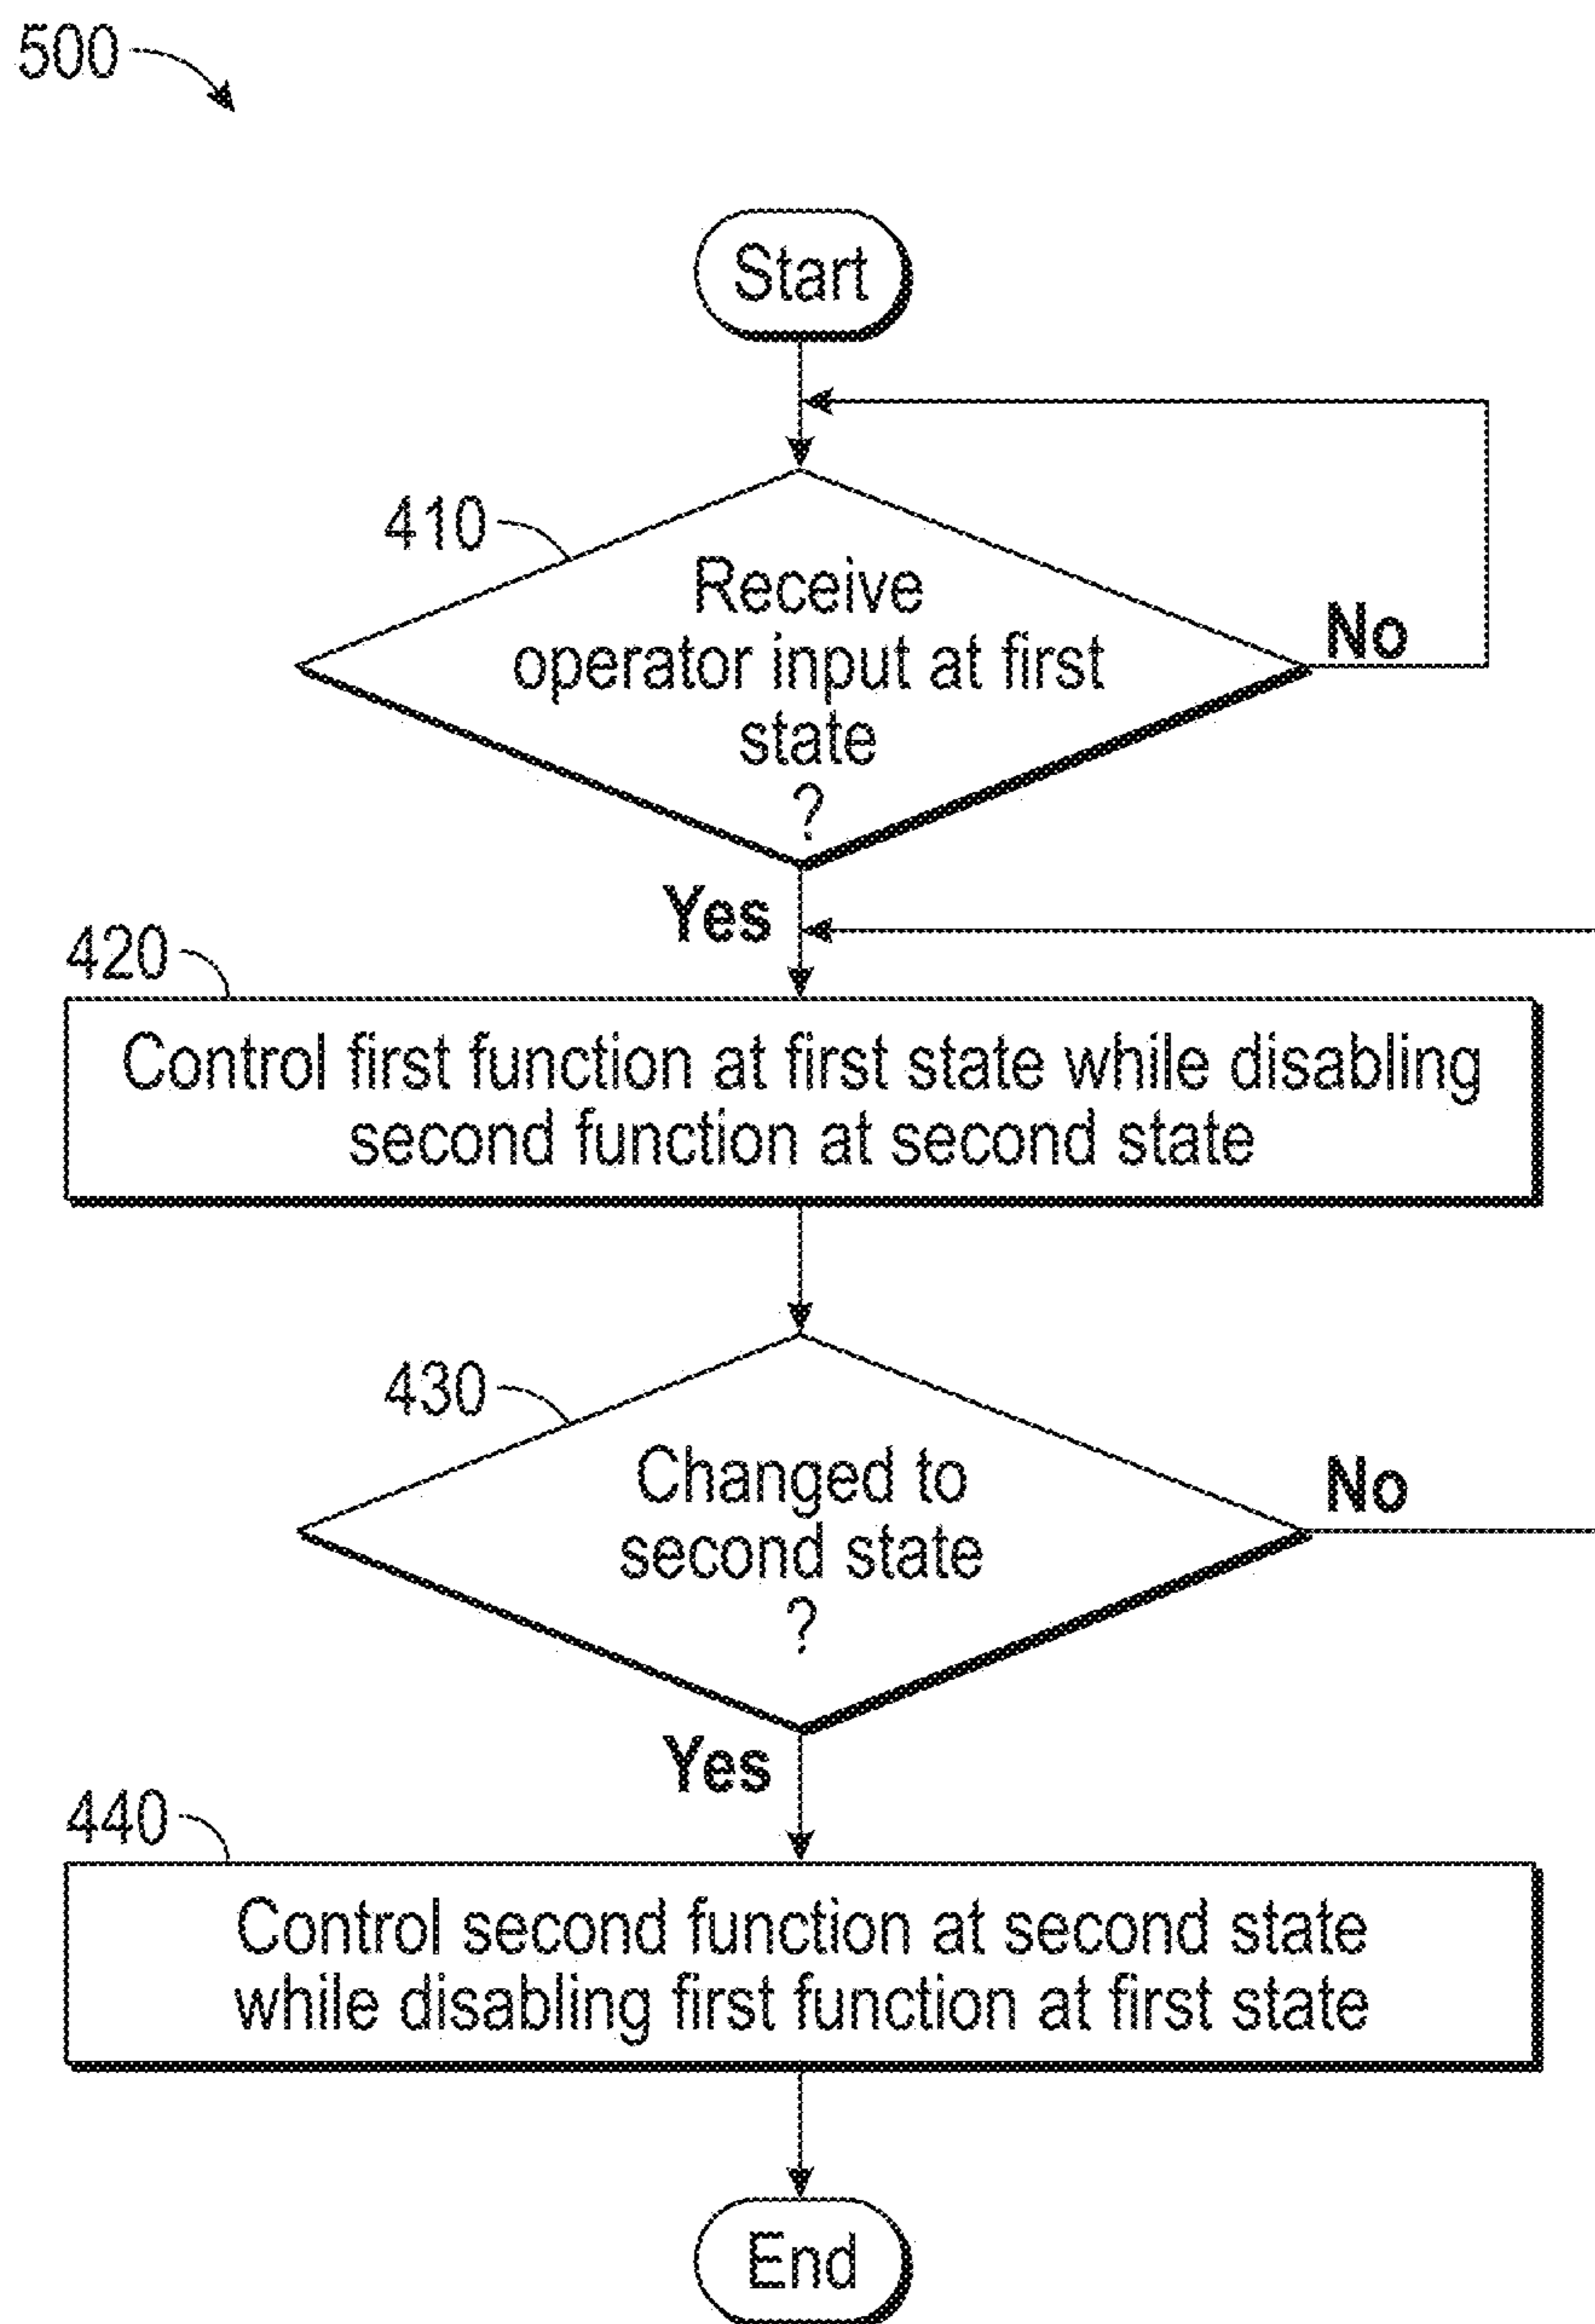 500
Start
410
Receive
operator input at first
state
?
No
Yes
420
Control first function at first state while disabling
second function at second state
430
Changed to
second state
?
No
Yes
440
Control second function at second state
while disabling first function at first state
End